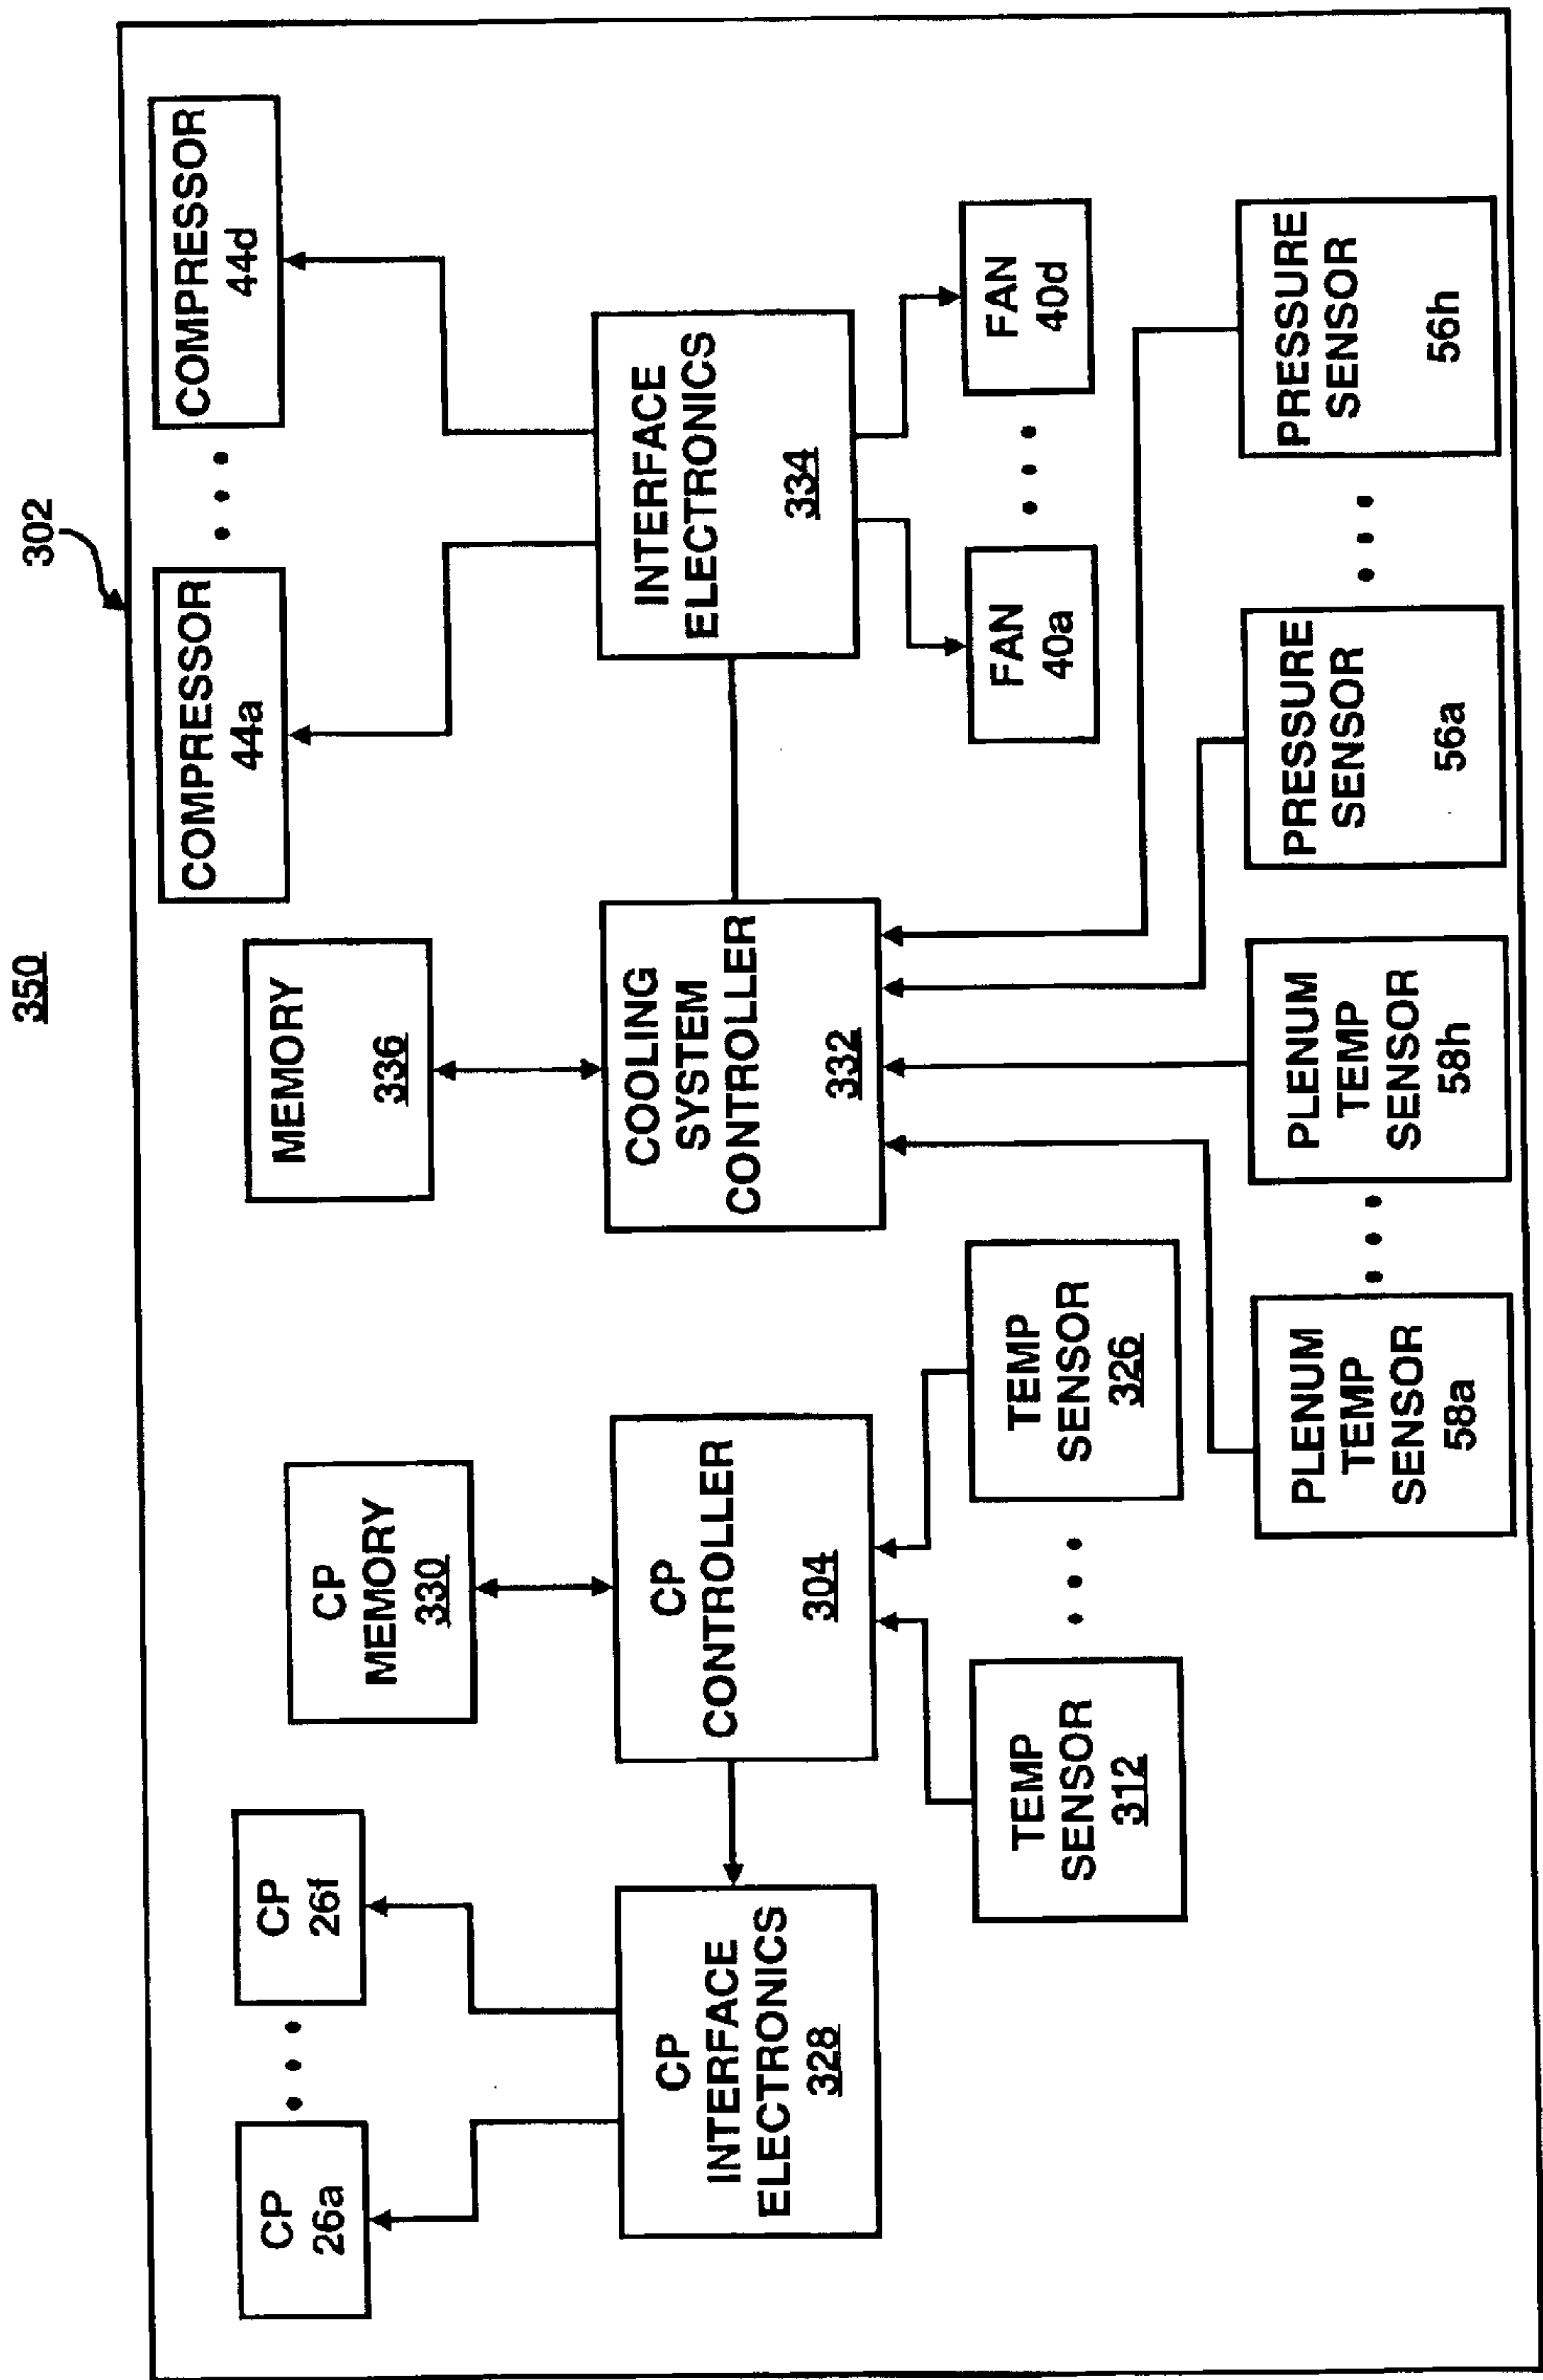 350
302
CP
26a
CP
26f
CP
MEMORY
330
MEMORY
336
COMPRESSOR
44a
COMPRESSOR
44d
CP
INTERFACE
ELECTRONICS
328
CP
CONTROLLER
304
COOLING
SYSTEM
CONTROLLER
332
INTERFACE
ELECTRONICS
334
TEMP
SENSOR
312
TEMP
SENSOR
326
FAN
40a
FAN
40d
PLENUM
TEMP
SENSOR
58a
PLENUM
TEMP
SENSOR
58h
PRESSURE
SENSOR
56a
PRESSURE
SENSOR
56h